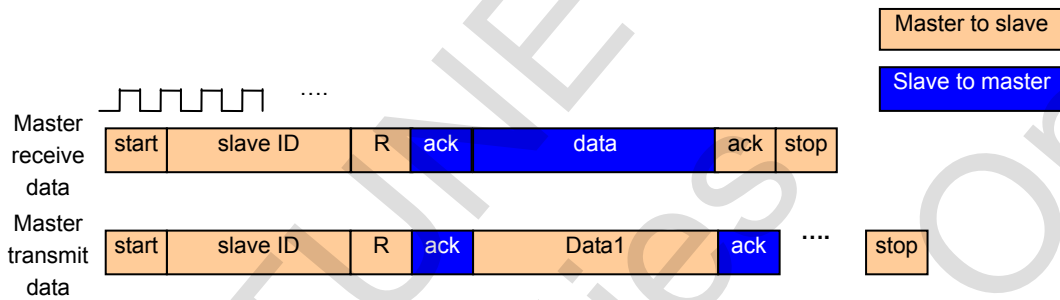 Master to slave
Slave to master
....
Master
receive
data
start slave ID R ack data ack stop
Master
transmit
data
start slave ID R ack Data1 ack .... stop